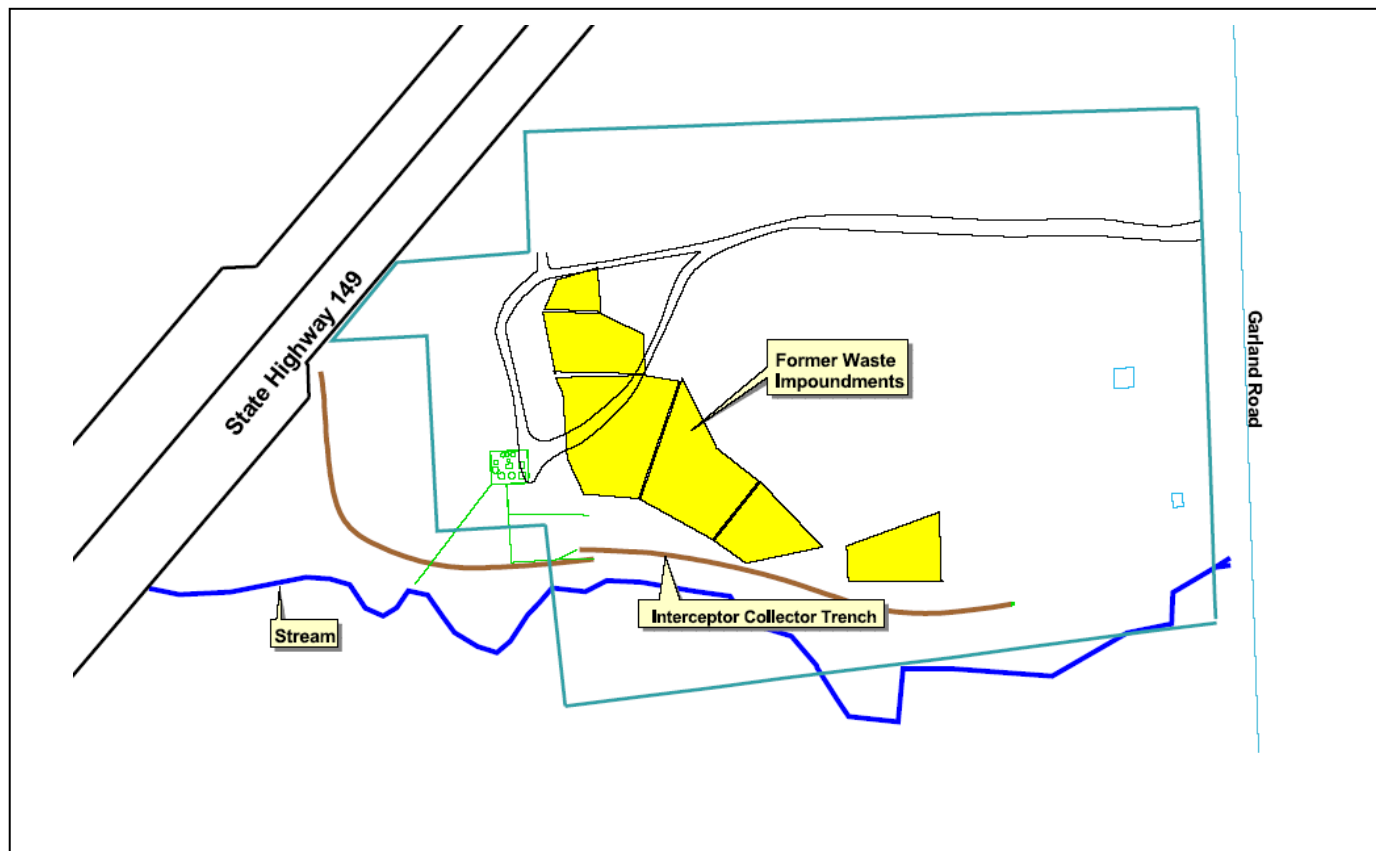 State Highway 149
Garland Road
Former Waste
Impoundments
Interceptor Collector Trench
Stream